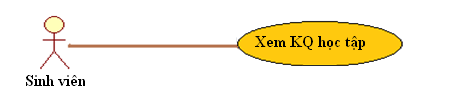 Xem KQ học tập
Sinh viên